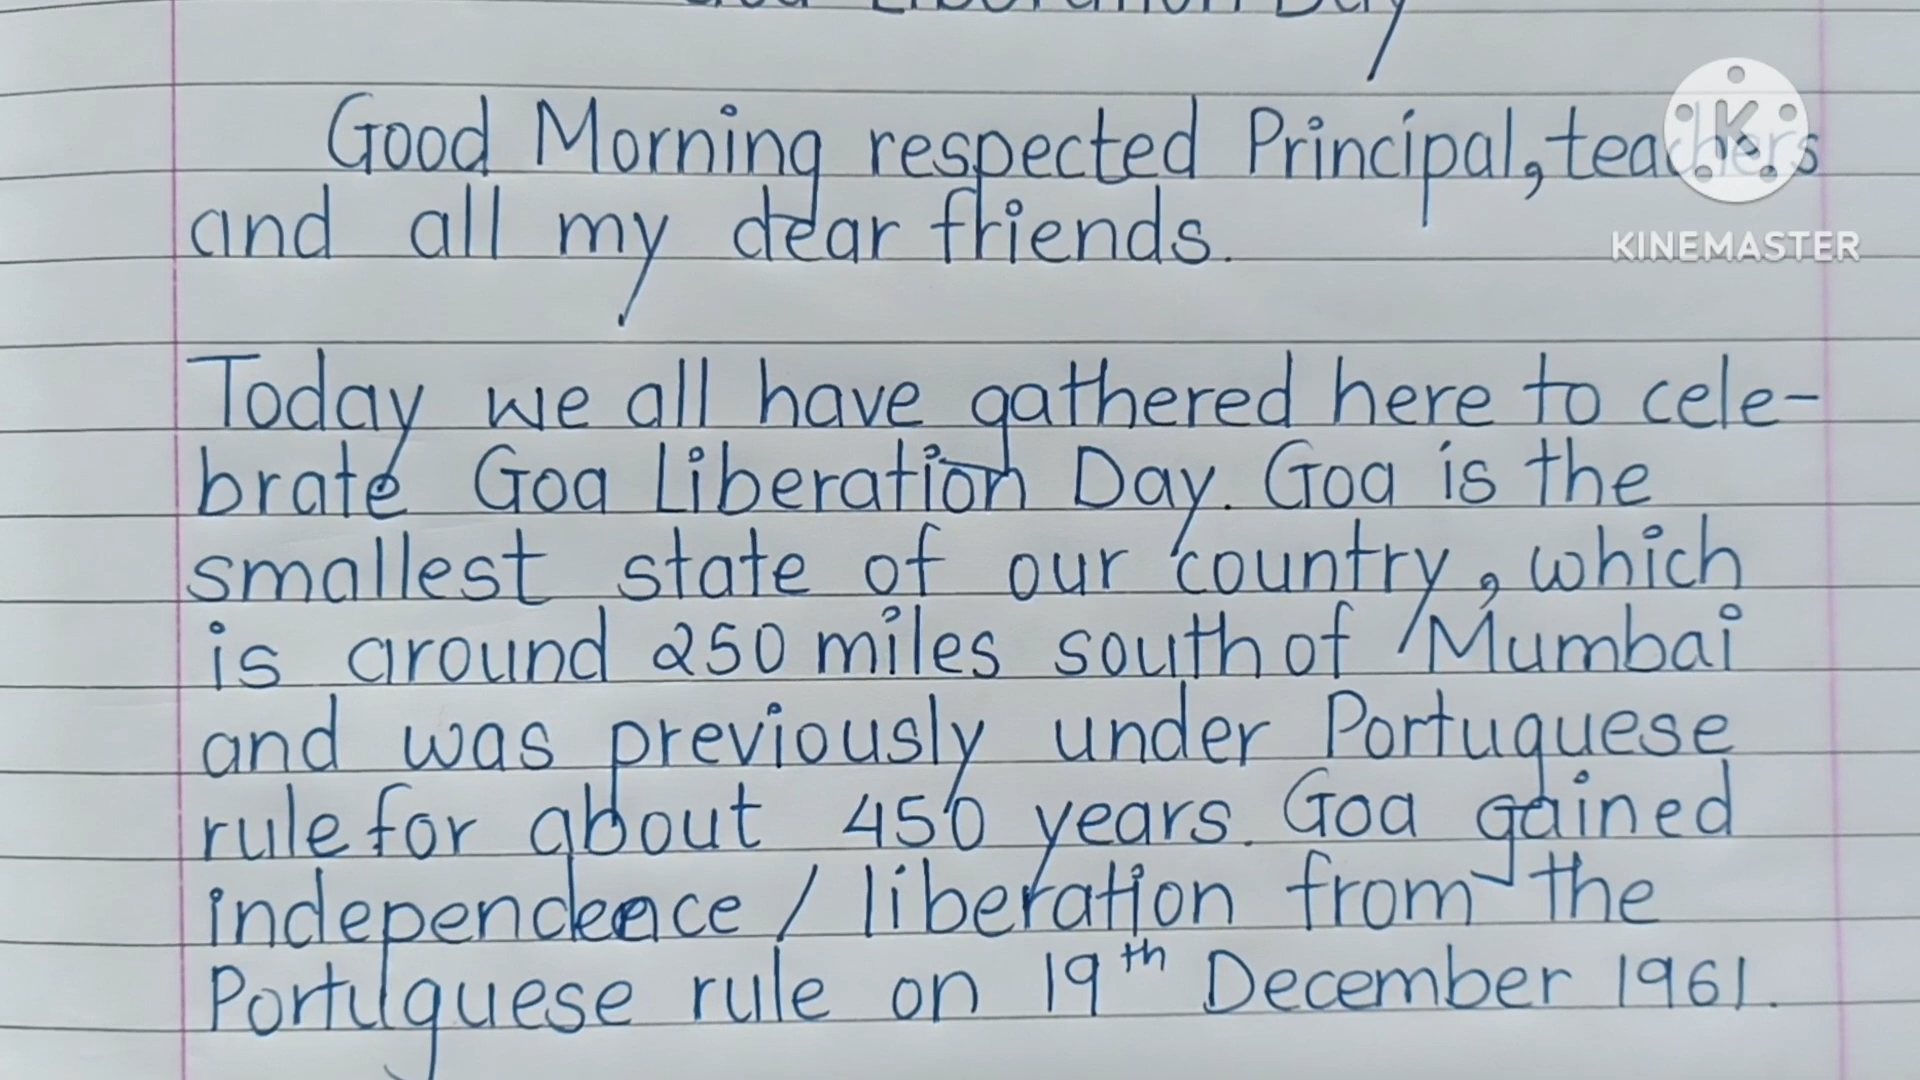 Goa Liberation Day
Good Morning respected Principal, teachers
and all my dear friends.
Today we all have gathered here to cele-
brate Goa Liberation Day. Goa is the
smallest state of our country, which
is around 250 miles south of Mumbai
and was previously under Portuguese
rule for about 450 years. Goa gained
independence / liberation from the
Portuguese rule on 19th December 1961.
K
KINEMASTER